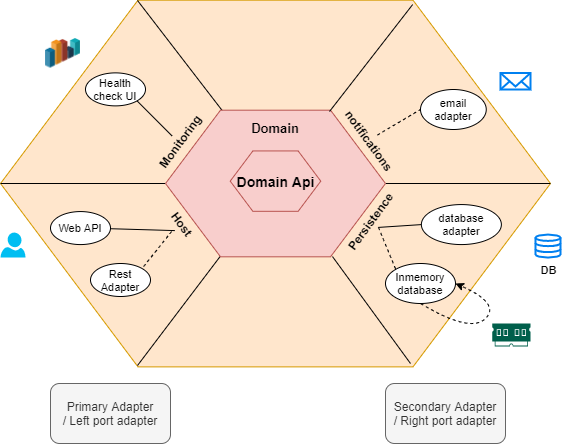 Health
check UI
Monitoring
Domain
Domain Api
notifications
email
adapter
Web API
Host
Rest
Adapter
Persistence
database
adapter
Inmemory
database
DB
Primary Adapter
/ Left port adapter
Secondary Adapter
/ Right port adapter